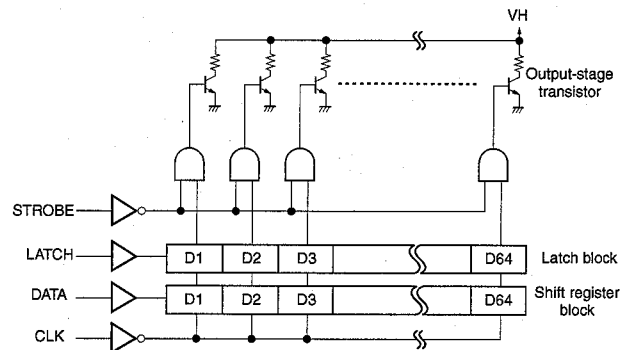 VH
Output-stage
transistor
STROBE
LATCH
D1 D2 D3 D64
Latch block
DATA
D1 D2 D3 D64
Shift register
block
CLK